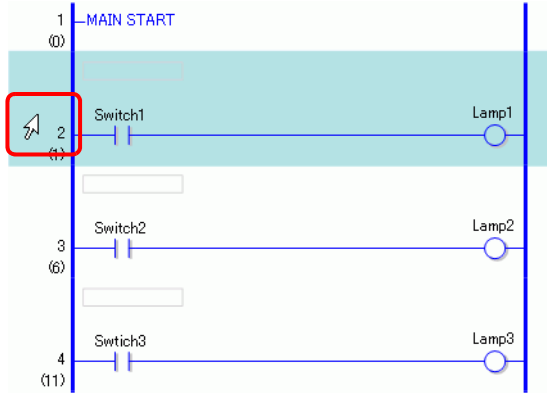 1 MAIN START
(0)
Switch1 Lamp1
2
(1)
Switch2 Lamp2
3
(6)
Swtich3 Lamp3
4
(11)